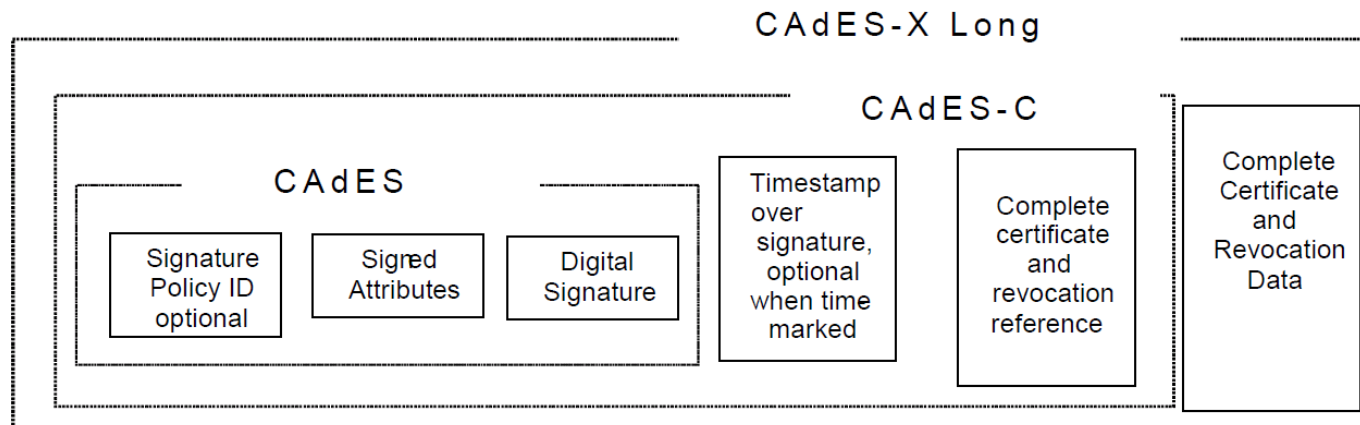 CAdES-X Long
CAdES-C
CAdES
Signature
Policy ID
optional
Signed
Attributes
Digital
Signature
Timestamp
over
signature,
optional
when time
marked
Complete
certificate
and
revocation
reference
Complete
Certificate
and
Revocation
Data